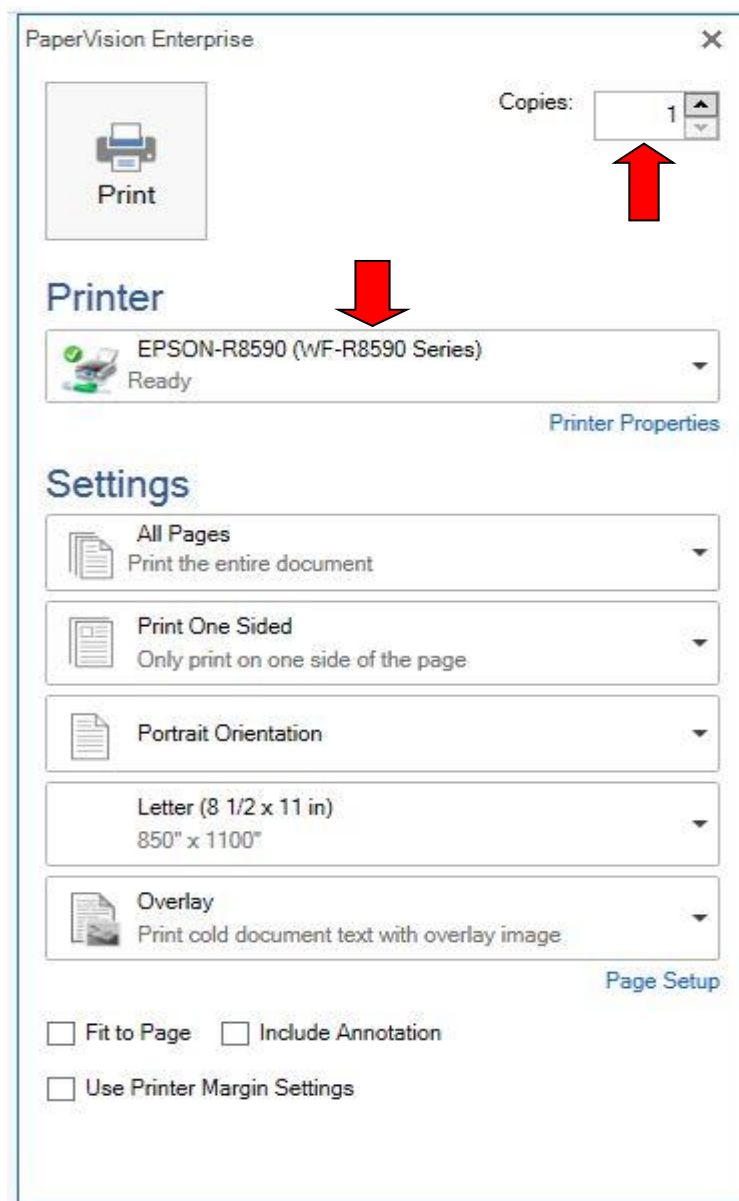 PaperVision Enterprise
Copies:
1
Print
Printer
EPSON-R8590 (WF-R8590 Series)
Ready
Printer Properties
Settings
All Pages
Print the entire document
Print One Sided
Only print on one side of the page
Portrait Orientation
Letter (8 1/2 x 11 in)
850" x 1100"
Overlay
Print cold document text with overlay image
Page Setup
Fit to Page Include Annotation
Use Printer Margin Settings